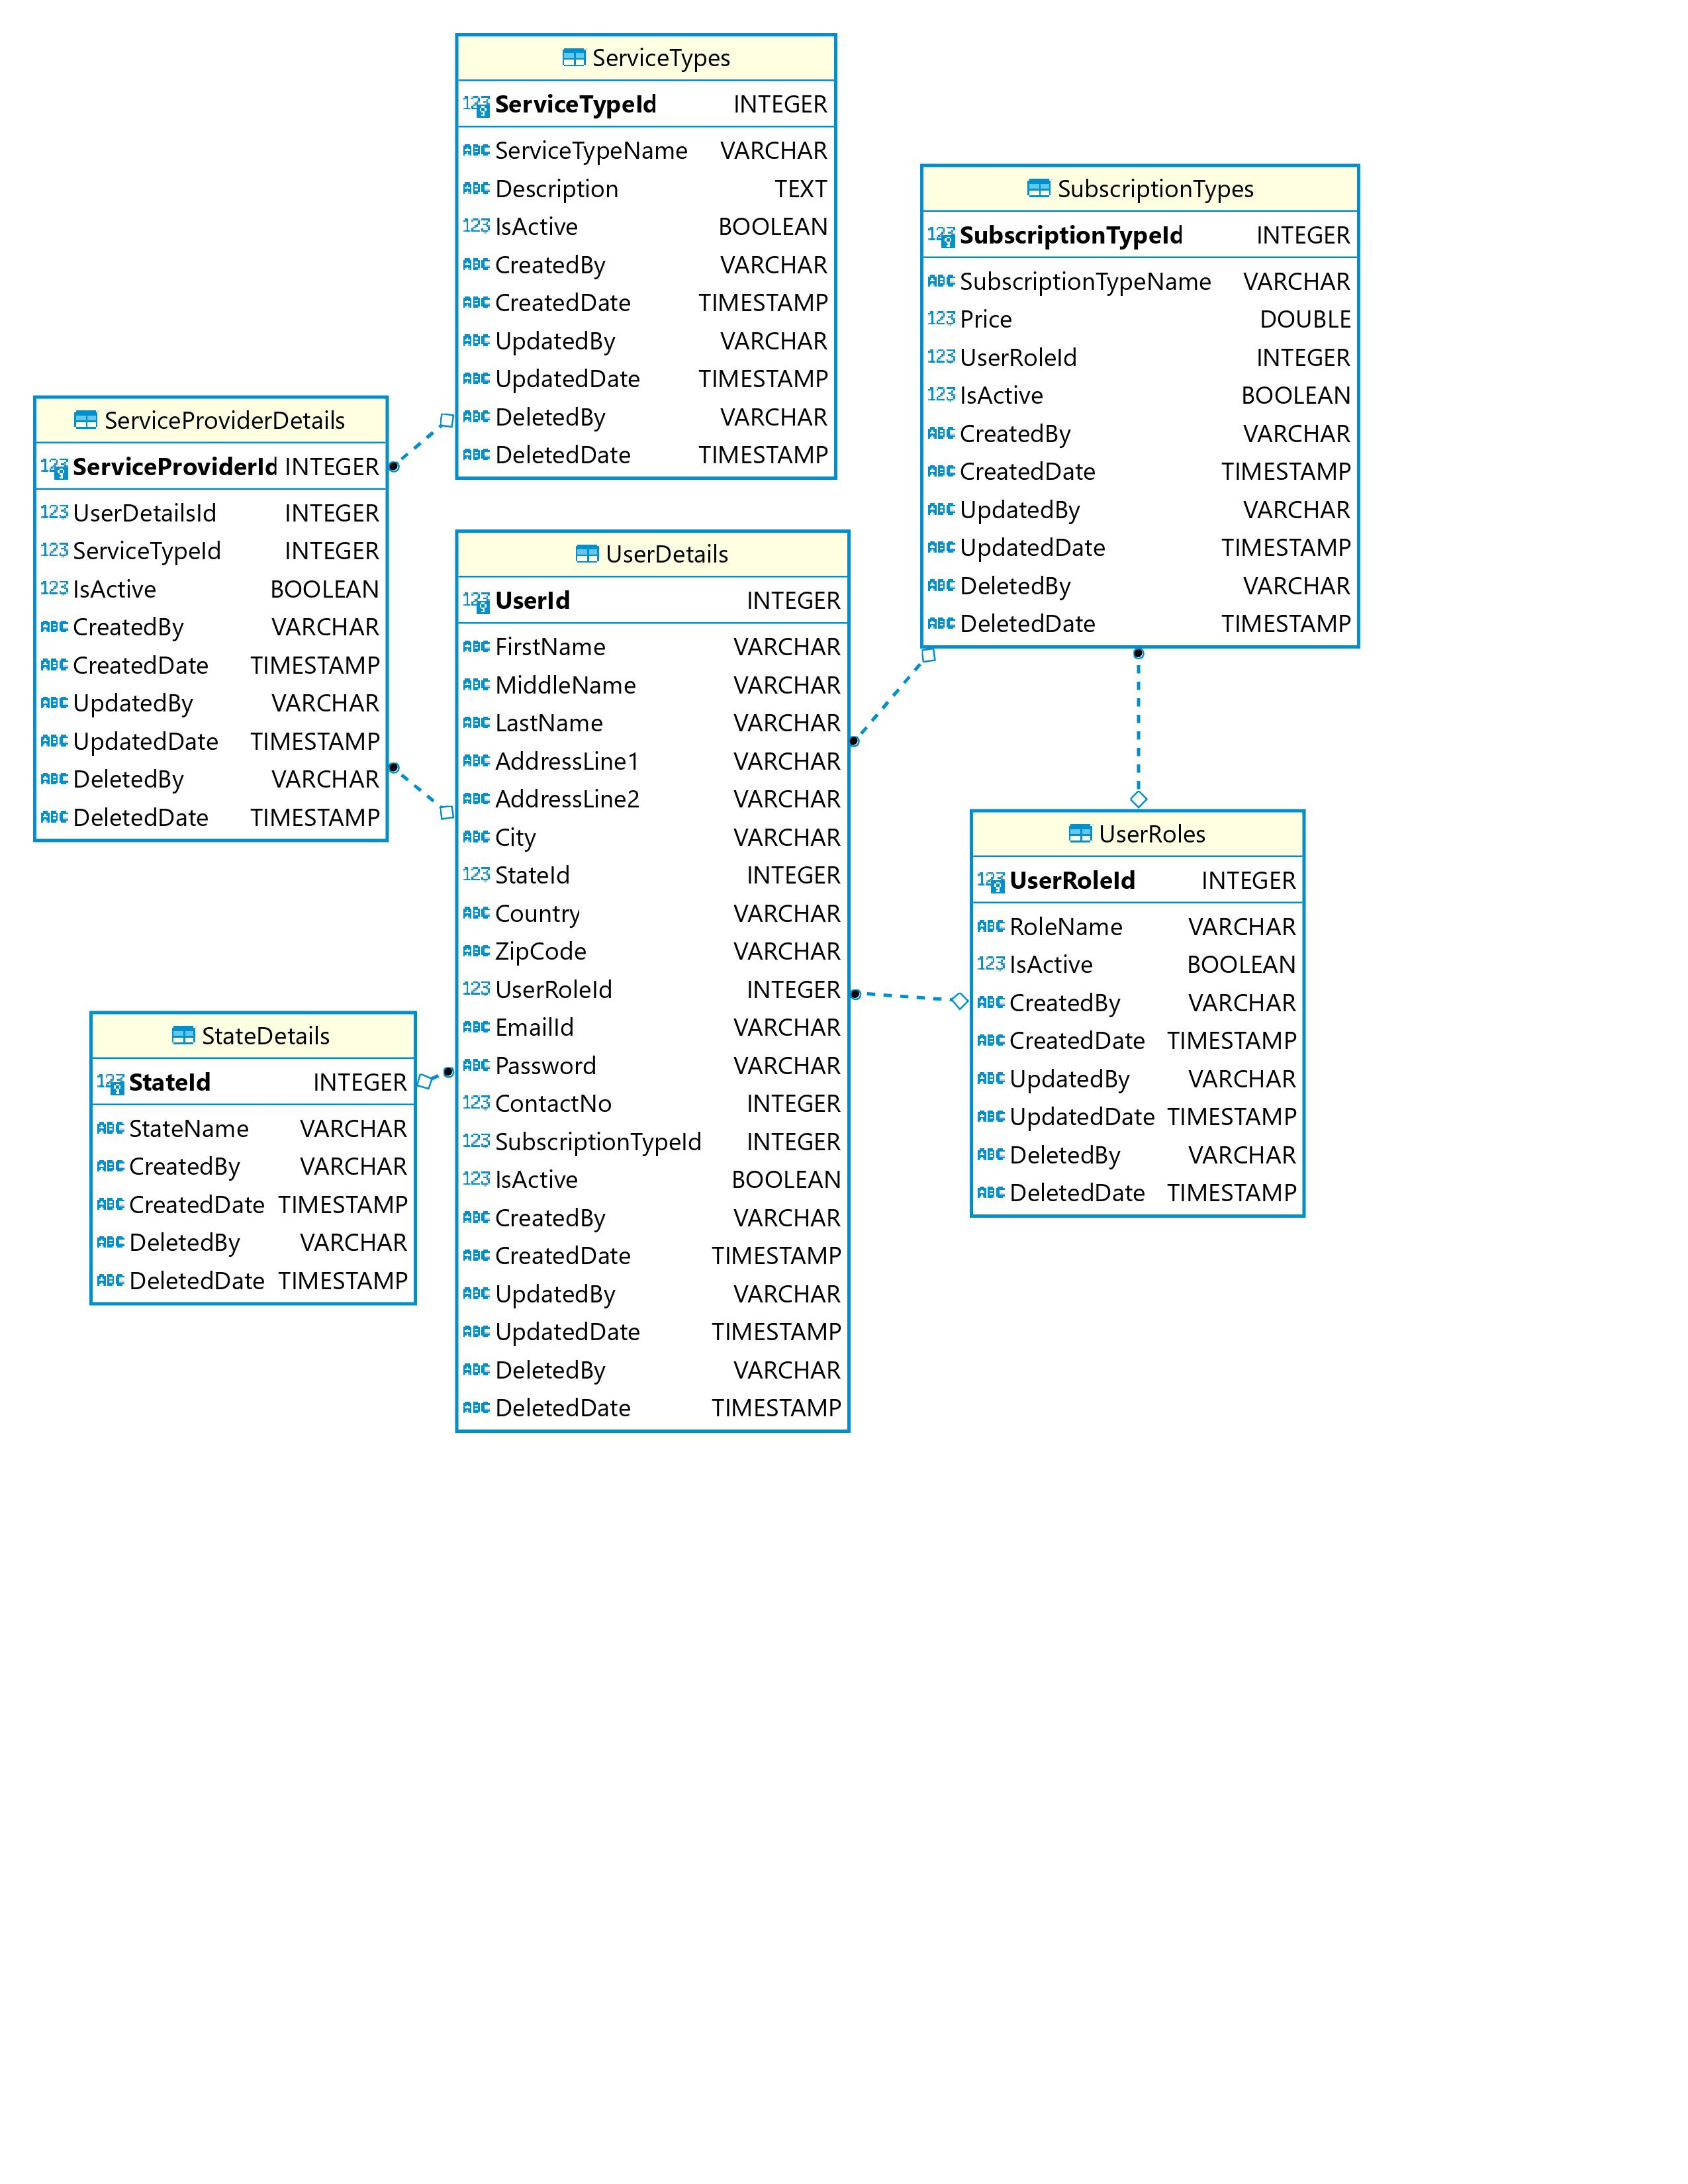 ServiceTypes
ServiceTypeId INTEGER
ServiceTypeName VARCHAR
Description TEXT
IsActive BOOLEAN
CreatedBy VARCHAR
CreatedDate TIMESTAMP
UpdatedBy VARCHAR
UpdatedDate TIMESTAMP
DeletedBy VARCHAR
DeletedDate TIMESTAMP
SubscriptionTypes
SubscriptionTypeId INTEGER
SubscriptionTypeName VARCHAR
Price DOUBLE
UserRoleId INTEGER
IsActive BOOLEAN
CreatedBy VARCHAR
CreatedDate TIMESTAMP
UpdatedBy VARCHAR
UpdatedDate TIMESTAMP
DeletedBy VARCHAR
DeletedDate TIMESTAMP
ServiceProviderDetails
ServiceProviderId INTEGER
UserDetailsId INTEGER
ServiceTypeId INTEGER
IsActive BOOLEAN
CreatedBy VARCHAR
CreatedDate TIMESTAMP
UpdatedBy VARCHAR
UpdatedDate TIMESTAMP
DeletedBy VARCHAR
DeletedDate TIMESTAMP
UserDetails
UserId INTEGER
FirstName VARCHAR
MiddleName VARCHAR
LastName VARCHAR
AddressLine1 VARCHAR
AddressLine2 VARCHAR
City VARCHAR
StateId INTEGER
Country VARCHAR
ZipCode VARCHAR
UserRoleId INTEGER
EmailId VARCHAR
Password VARCHAR
ContactNo INTEGER
SubscriptionTypeId INTEGER
IsActive BOOLEAN
CreatedBy VARCHAR
CreatedDate TIMESTAMP
UpdatedBy VARCHAR
UpdatedDate TIMESTAMP
DeletedBy VARCHAR
DeletedDate TIMESTAMP
UserRoles
UserRoleId INTEGER
RoleName VARCHAR
IsActive BOOLEAN
CreatedBy VARCHAR
CreatedDate TIMESTAMP
UpdatedBy VARCHAR
UpdatedDate TIMESTAMP
DeletedBy VARCHAR
DeletedDate TIMESTAMP
StateDetails
StateId INTEGER
StateName VARCHAR
CreatedBy VARCHAR
CreatedDate TIMESTAMP
DeletedBy VARCHAR
DeletedDate TIMESTAMP